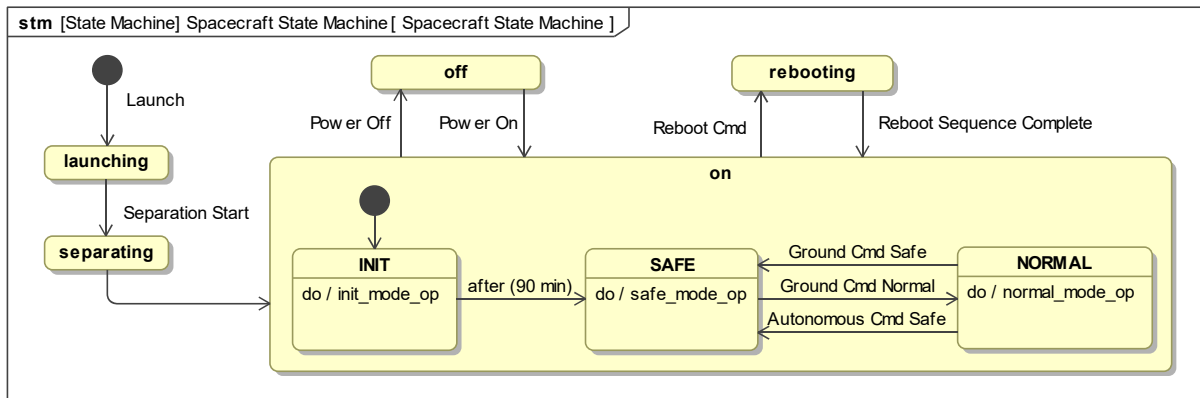 stm [State Machine] Spacecraft State Machine [ Spacecraft State Machine ]
off
rebooting
Launch
Power Off
Power On
Reboot Cmd
Reboot Sequence Complete
launching
on
Separation Start
separating
INIT
do / init_mode_op
after (90 min)
SAFE
do / safe_mode_op
Ground Cmd Safe
Ground Cmd Normal
Autonomous Cmd Safe
NORMAL
do / normal_mode_op